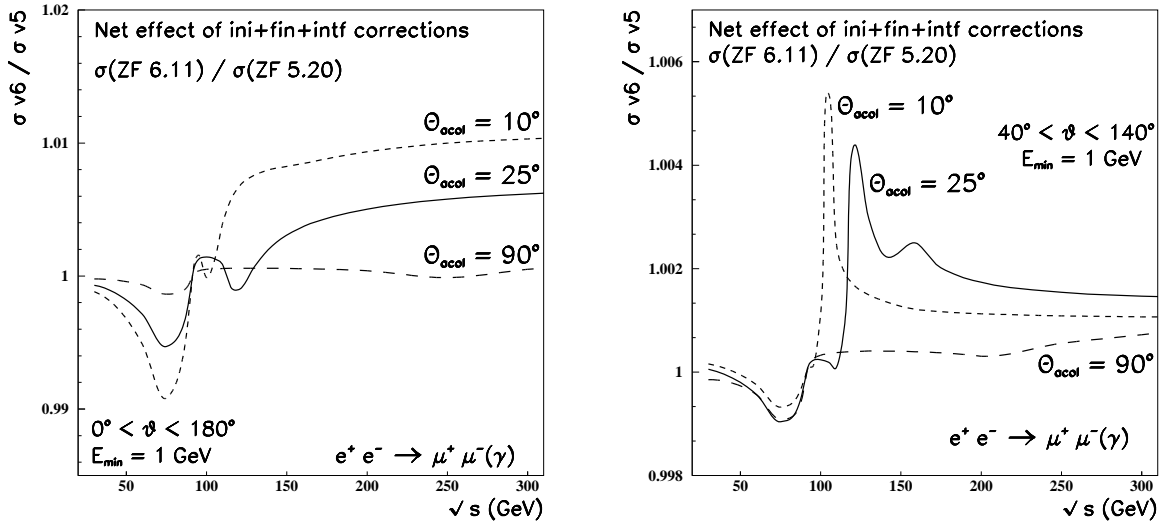 σ v6 / σ v5
1.02
1.01
1
0.99
Net effect of ini+fin+intf corrections
σ(ZF 6.11) / σ(ZF 5.20)
Θacol = 10°
Θacol = 25°
Θacol = 90°
0° < ϑ < 180°
Emin = 1 GeV
e+ e− → μ+ μ−(γ)
50 100 150 200 250 300
√ s (GeV)
σ v6 / σ v5
1.006
1.004
1.002
1
0.998
Net effect of ini+fin+intf corrections
σ(ZF 6.11) / σ(ZF 5.20)
Θacol = 10°
40° < ϑ < 140°
Emin = 1 GeV
Θacol = 25°
Θacol = 90°
e+ e− → μ+ μ−(γ)
50 100 150 200 250 300
√ s (GeV)